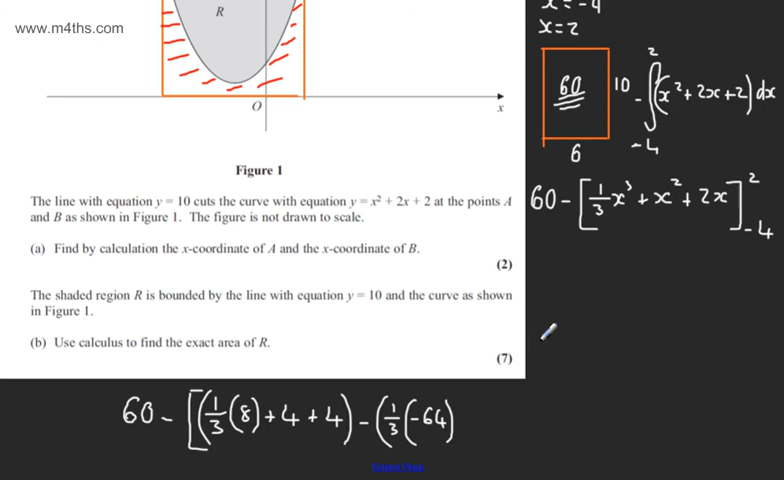 www.m4ths.com
R
O
x
x = -4
x = 2
60
10
6
- ∫ 2 -4 (x² + 2x + 2) dx
60 - [⅓x³ + x² + 2x] 2 -4
Figure 1
The line with equation y = 10 cuts the curve with equation y = x² + 2x + 2 at the points A
and B as shown in Figure 1. The figure is not drawn to scale.
(a) Find by calculation the x-coordinate of A and the x-coordinate of B.
(2)
The shaded region R is bounded by the line with equation y = 10 and the curve as shown
in Figure 1.
(b) Use calculus to find the exact area of R.
(7)
60 - [(⅓(8) + 4 + 4) - (⅓(-64)